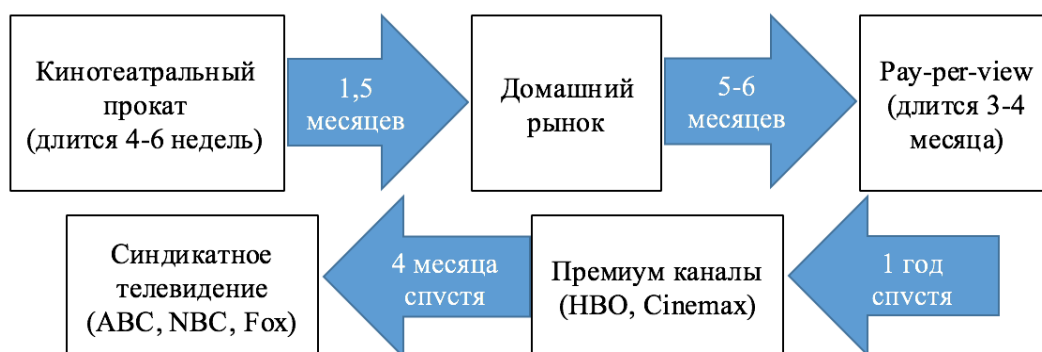 Кинотеатральный
прокат
(длится 4-6 недель)
1,5
месяцев
Домашний
рынок
5-6
месяцев
Pay-per-view
(длится 3-4
месяца)
1 год
спустя
Премиум каналы
(HBO, Cinemax)
4 месяца
спустя
Синдикатное
телевидение
(ABC, NBC, Fox)